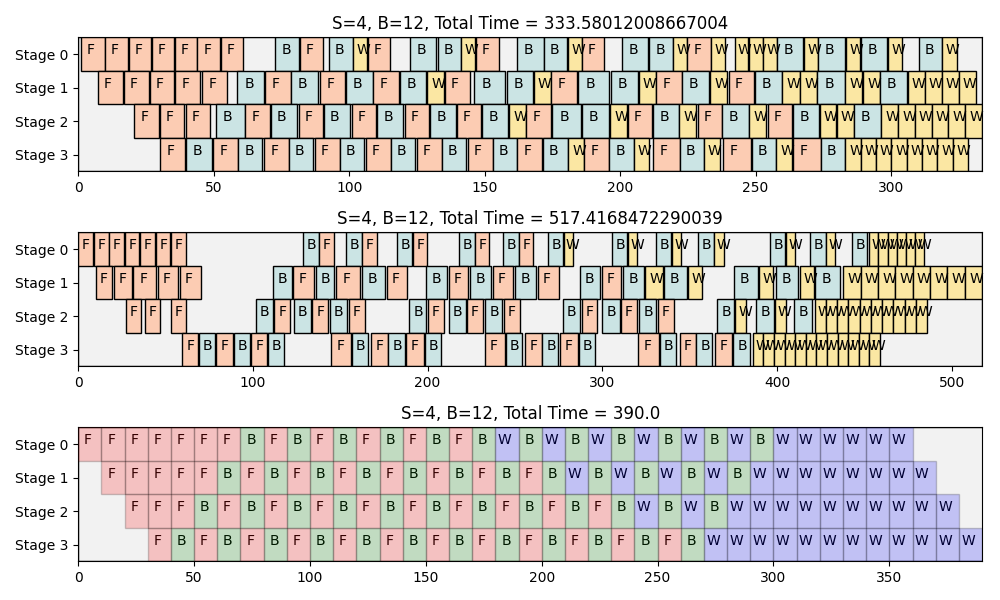 S=4, B=12, Total Time = 333.58012008667004
Stage 0 F F F F F F F B F B W F B B W F B B W F B B W F W W W W B W B W B W B W
Stage 1 F F F F F B F B F B F B W F B B W F B B W F B W F B W W B W W B W W W W
Stage 2 F F F B F B F B F B F B F B W F B B W F B W F B W F B W W B W W W W W W
Stage 3 F B F B F B F B F B F B F B F B W F B W F B W F B W F B W W W W W W W W
0 50 100 150 200 250 300
S=4, B=12, Total Time = 517.4168472290039
Stage 0 F F F F F F F B F B F B F B F B F B W B W B W B W B W B W W W W W W W
Stage 1 F F F F F B F B F B F B F B F B F B F B W B W B W B W B W W W W W W W W
Stage 2 F F F B F B F B F B F B F B F B F B F B F B W B W B W W W W W W W W W W
Stage 3 F B F B F B F B F B F B F B F B F B F B F B F B W W W W W W W W W W W W
0 100 200 300 400 500
S=4, B=12, Total Time = 390.0
Stage 0 F F F F F F F B F B F B F B F B F B W B W B W B W B W B W B W W W W W W
Stage 1 F F F F F B F B F B F B F B F B F B F B W B W B W B W B W W W W W W W W
Stage 2 F F F B F B F B F B F B F B F B F B F B F B W B W B W W W W W W W W W W
Stage 3 F B F B F B F B F B F B F B F B F B F B F B F B W W W W W W W W W W W W
0 50 100 150 200 250 300 350